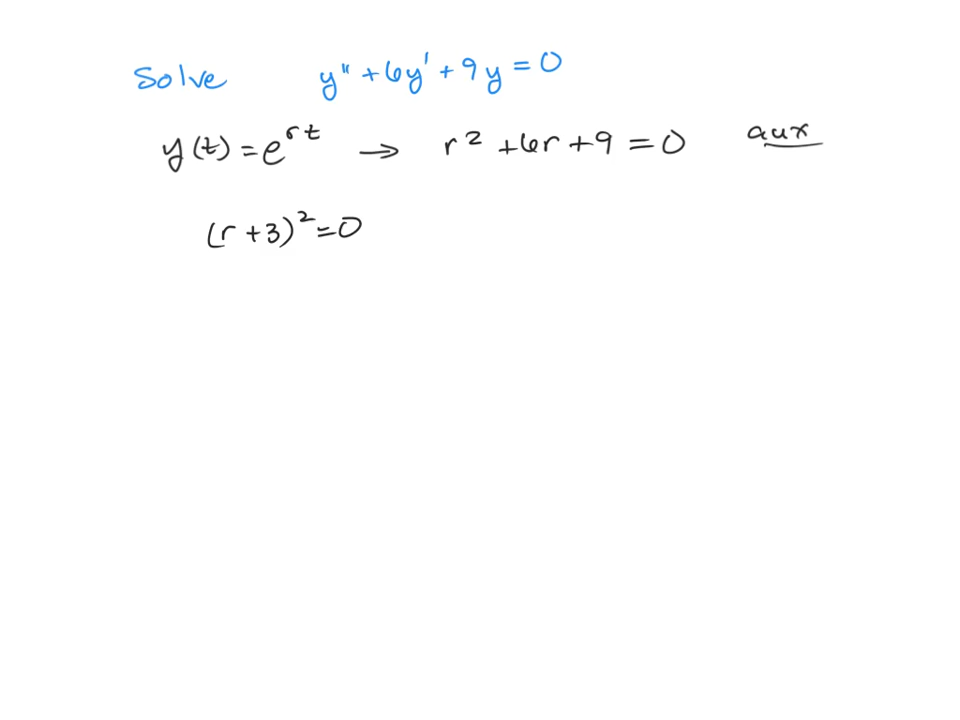 Solve y" + 6y' + 9y = 0
y(t) = e^{rt} → r² + 6r + 9 = 0 aux
(r + 3)² = 0